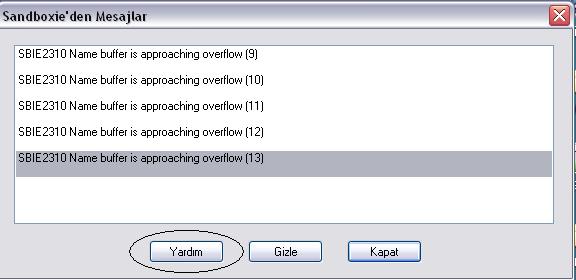 Sandboxie'den Mesajlar
SBIE2310 Name buffer is approaching overflow (9)
SBIE2310 Name buffer is approaching overflow (10)
SBIE2310 Name buffer is approaching overflow (11)
SBIE2310 Name buffer is approaching overflow (12)
SBIE2310 Name buffer is approaching overflow (13)
Yardım Gizle Kapat